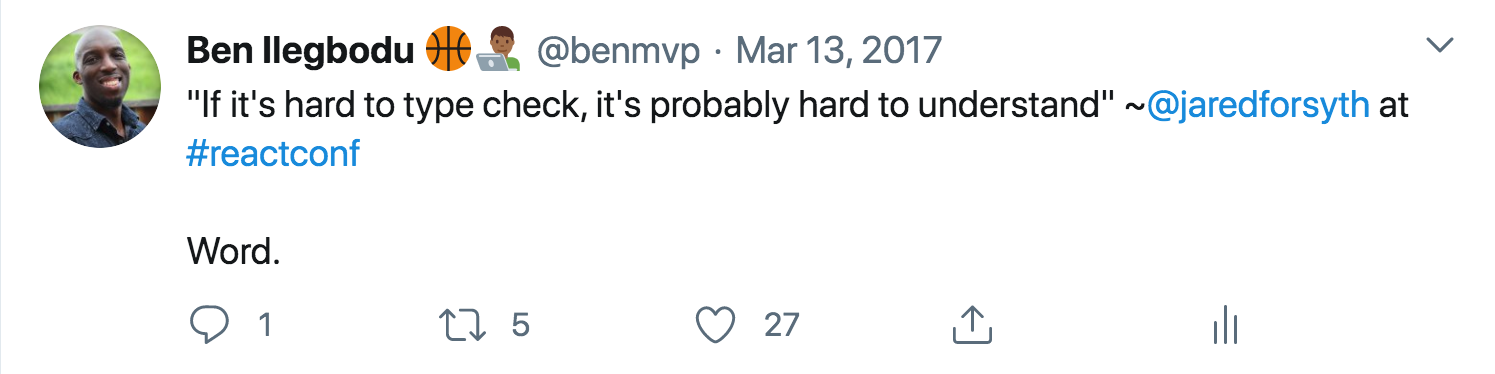 Ben Ilegbodu 🏀👨🏾‍💻 @benmvp · Mar 13, 2017
"If it's hard to type check, it's probably hard to understand" ~@jaredforsyth at
#reactconf
Word.
1 5 27